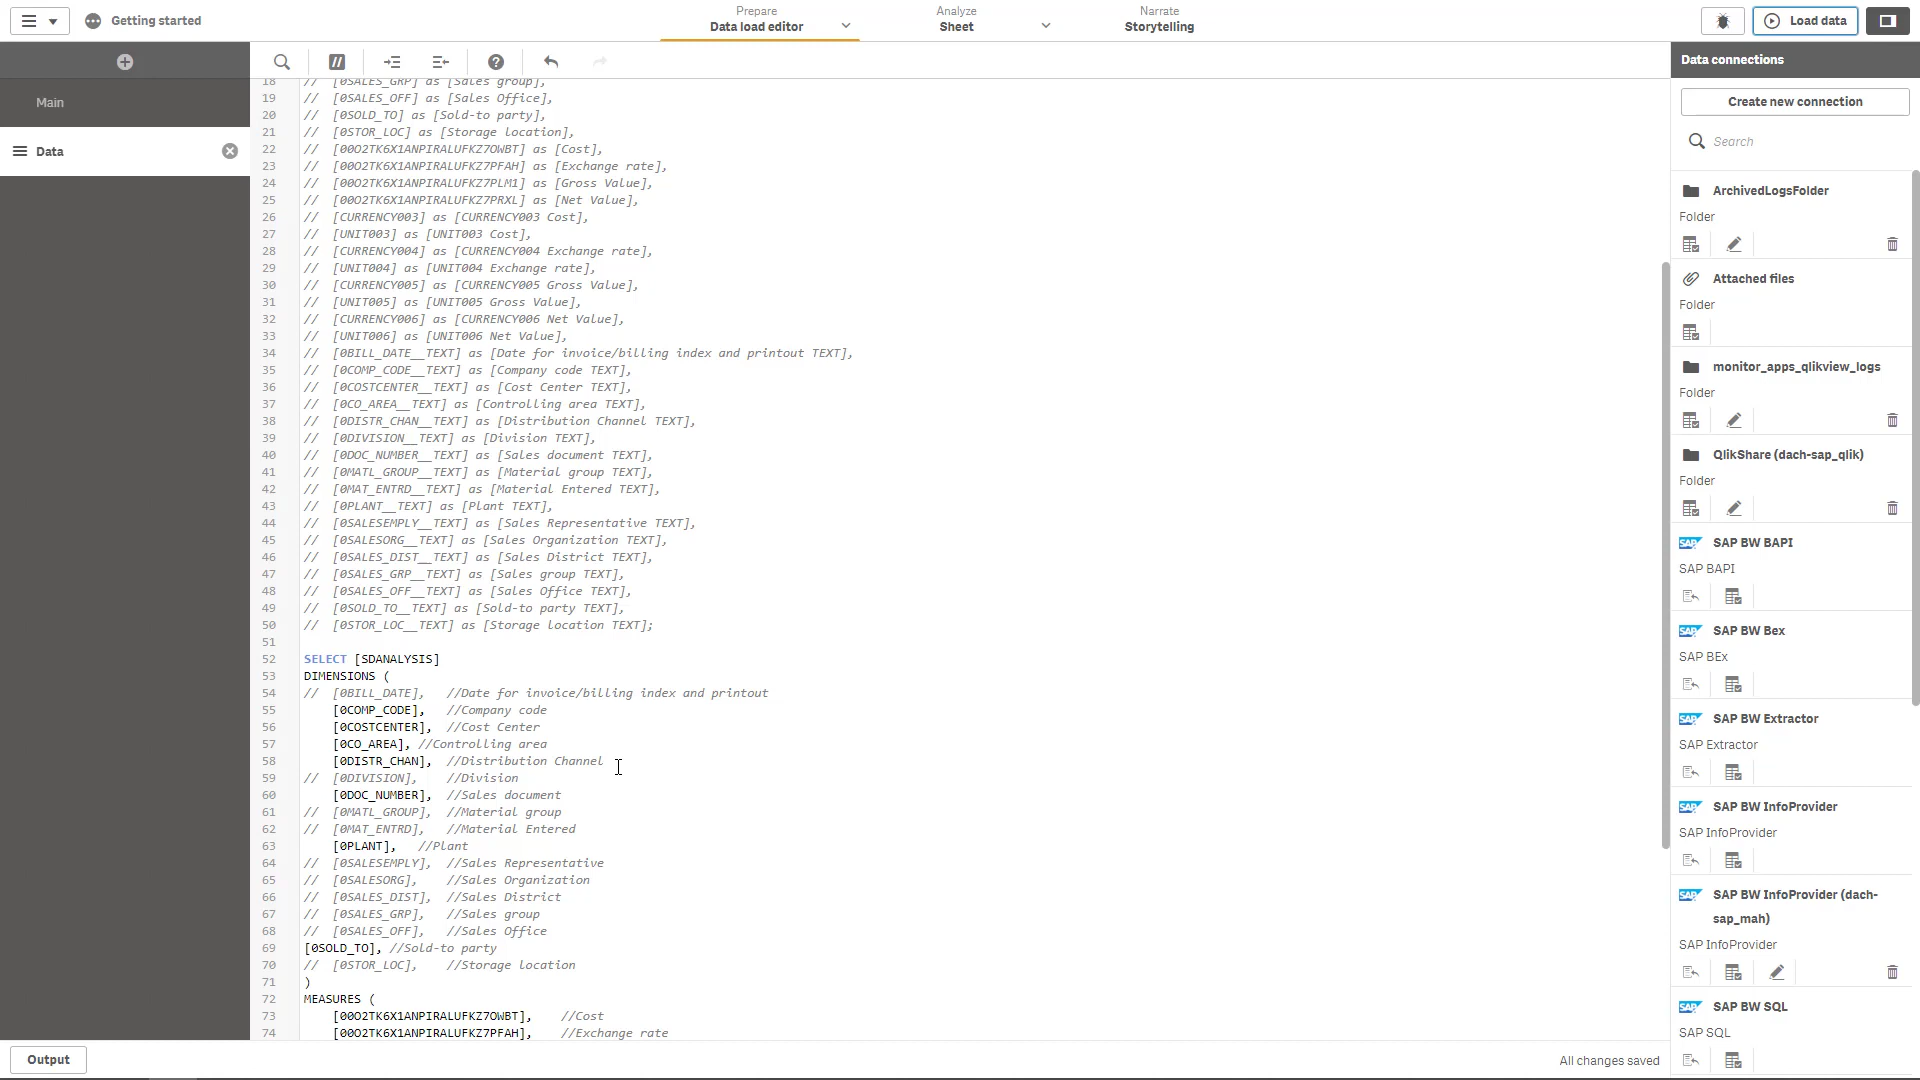 Getting started
Prepare
Data load editor
Analyze
Sheet
Narrate
Storytelling
Load data
Main
Data
18 // [0SALES_GRP] as [Sales group],
19 // [0SALES_OFF] as [Sales Office],
20 // [0SOLD_TO] as [Sold-to party],
21 // [0STOR_LOC] as [Storage location],
22 // [00O2TK6X1ANPIRALUFKZ7OWBT] as [Cost],
23 // [00O2TK6X1ANPIRALUFKZ7PFAH] as [Exchange rate],
24 // [00O2TK6X1ANPIRALUFKZ7PLM1] as [Gross Value],
25 // [00O2TK6X1ANPIRALUFKZ7PRXL] as [Net Value],
26 // [CURRENCY003] as [CURRENCY003 Cost],
27 // [UNIT003] as [UNIT003 Cost],
28 // [CURRENCY004] as [CURRENCY004 Exchange rate],
29 // [UNIT004] as [UNIT004 Exchange rate],
30 // [CURRENCY005] as [CURRENCY005 Gross Value],
31 // [UNIT005] as [UNIT005 Gross Value],
32 // [CURRENCY006] as [CURRENCY006 Net Value],
33 // [UNIT006] as [UNIT006 Net Value],
34 // [0BILL_DATE__TEXT] as [Date for invoice/billing index and printout TEXT],
35 // [0COMP_CODE__TEXT] as [Company code TEXT],
36 // [0COSTCENTER__TEXT] as [Cost Center TEXT],
37 // [0CO_AREA__TEXT] as [Controlling area TEXT],
38 // [0DISTR_CHAN__TEXT] as [Distribution Channel TEXT],
39 // [0DIVISION__TEXT] as [Division TEXT],
40 // [0DOC_NUMBER__TEXT] as [Sales document TEXT],
41 // [0MATL_GROUP__TEXT] as [Material group TEXT],
42 // [0MAT_ENTRD__TEXT] as [Material Entered TEXT],
43 // [0PLANT__TEXT] as [Plant TEXT],
44 // [0SALESEMPLY__TEXT] as [Sales Representative TEXT],
45 // [0SALESORG__TEXT] as [Sales Organization TEXT],
46 // [0SALES_DIST__TEXT] as [Sales District TEXT],
47 // [0SALES_GRP__TEXT] as [Sales group TEXT],
48 // [0SALES_OFF__TEXT] as [Sales Office TEXT],
49 // [0SOLD_TO__TEXT] as [Sold-to party TEXT],
50 // [0STOR_LOC__TEXT] as [Storage location TEXT];
51
52 SELECT [SDANALYSIS]
53 DIMENSIONS (
54 // [0BILL_DATE], //Date for invoice/billing index and printout
55 [0COMP_CODE], //Company code
56 [0COSTCENTER], //Cost Center
57 [0CO_AREA], //Controlling area
58 [0DISTR_CHAN], //Distribution Channel
59 // [0DIVISION], //Division
60 [0DOC_NUMBER], //Sales document
61 // [0MATL_GROUP], //Material group
62 // [0MAT_ENTRD], //Material Entered
63 [0PLANT], //Plant
64 // [0SALESEMPLY], //Sales Representative
65 // [0SALESORG], //Sales Organization
66 // [0SALES_DIST], //Sales District
67 // [0SALES_GRP], //Sales group
68 // [0SALES_OFF], //Sales Office
69 [0SOLD_TO], //Sold-to party
70 // [0STOR_LOC], //Storage location
71 )
72 MEASURES (
73 [00O2TK6X1ANPIRALUFKZ7OWBT], //Cost
74 [00O2TK6X1ANPIRALUFKZ7PFAH], //Exchange rate
Data connections
Create new connection
Search
ArchivedLogsFolder
Folder
Attached files
Folder
monitor_apps_qlikview_logs
Folder
QlikShare (dach-sap_qlik)
Folder
SAP SAP BW BAPI
SAP BAPI
SAP SAP BW Bex
SAP BEx
SAP SAP BW Extractor
SAP Extractor
SAP SAP BW InfoProvider
SAP InfoProvider
SAP SAP BW InfoProvider (dach-
sap_mah)
SAP InfoProvider
SAP SAP BW SQL
SAP SQL
Output
All changes saved